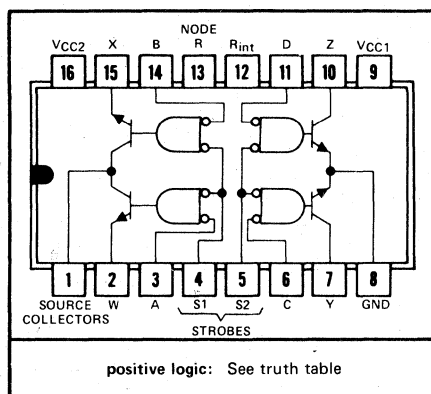 NODE
VCC2 X B R Rint D Z VCC1
16 15 14 13 12 11 10 9
1 2 3 4 5 6 7 8
SOURCE COLLECTORS W A S1 S2 C Y GND
STROBES
positive logic: See truth table